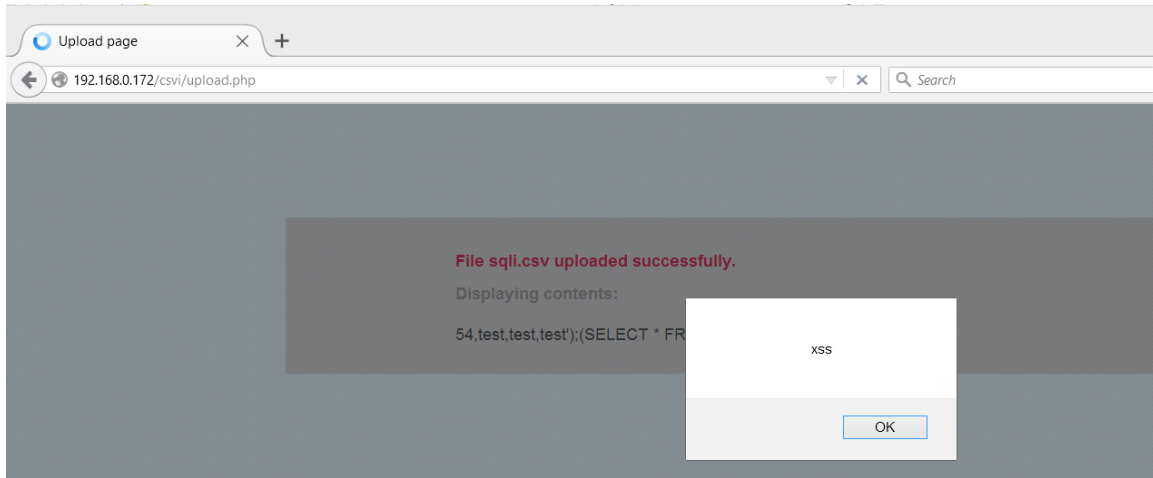 Upload page
192.168.0.172/csvi/upload.php
Search
File sqli.csv uploaded successfully.
Displaying contents:
54,test,test,test');(SELECT * FR
xss
OK